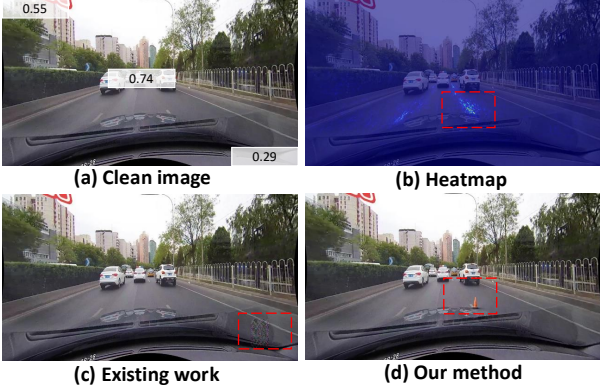 0.55
0.74
0.29
(a) Clean image
(b) Heatmap
(c) Existing work
(d) Our method